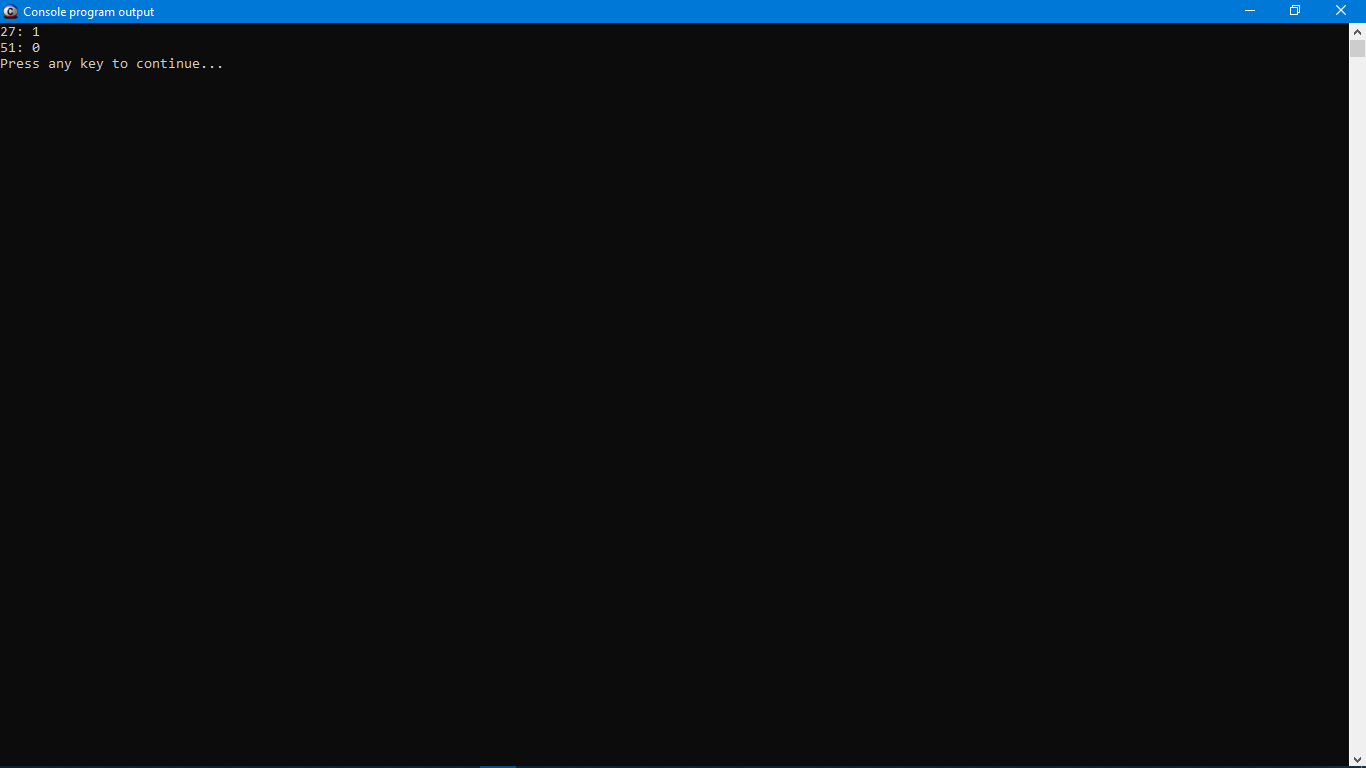 Console program output
27: 1
51: 0
Press any key to continue...